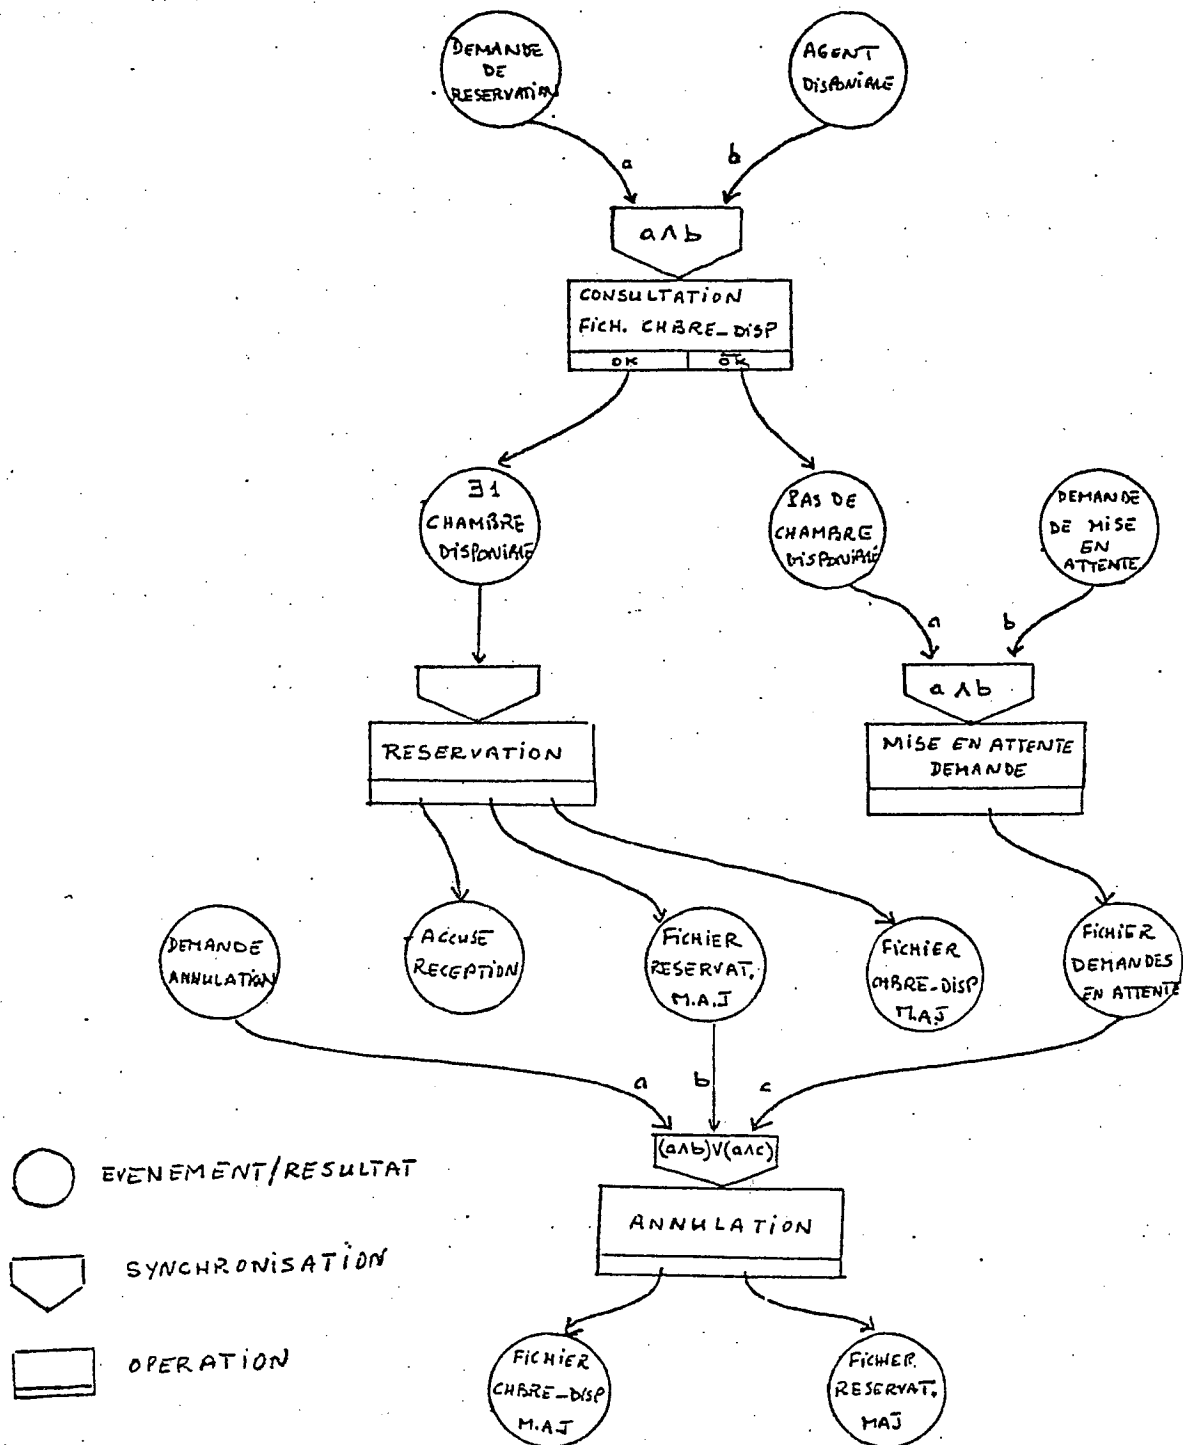 DEMANDE
DE
RESERVATION
AGENT
DISPONIBLE
a
b
a∧b
CONSULTATION
FICH. CHBRE_DISP
OK
O̅K̅
∃1
CHAMBRE
DISPONIBLE
PAS DE
CHAMBRE
DISPONIBLE
DEMANDE
DE MISE
EN
ATTENTE
a
b
a∧b
RESERVATION
MISE EN ATTENTE
DEMANDE
DEMANDE
ANNULATION
ACCUSE
RECEPTION
FICHIER
RESERVAT.
M.A.J
FICHIER
CHBRE_DISP
M.A.J
FICHIER
DEMANDES
EN ATTENTE
a
b
c
(a∧b)V(a∧c)
EVENEMENT/RESULTAT
ANNULATION
SYNCHRONISATION
OPERATION
FICHIER
CHBRE_DISP
M.A.J
FICHIER.
RESERVAT.
MAJ